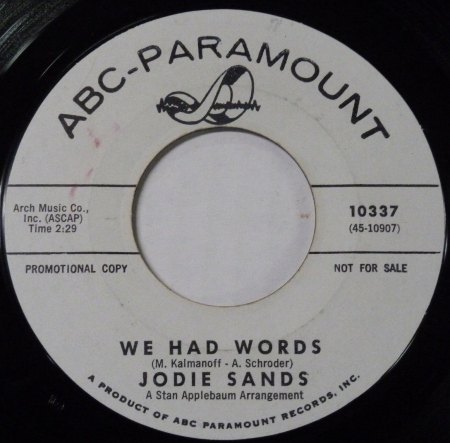 ABC-PARAMOUNT
Arch Music Co.,
Inc. (ASCAP)
Time 2:29
10337
(45-10907)
PROMOTIONAL COPY
NOT FOR SALE
WE HAD WORDS
(M. Kalmanoff - A. Schroder)
JODIE SANDS
A Stan Applebaum Arrangement
A PRODUCT OF ABC PARAMOUNT RECORDS, INC.